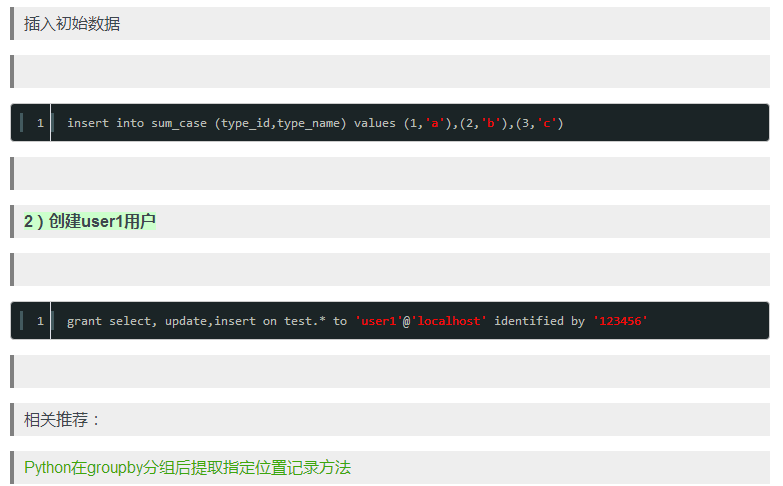 插入初始数据
1 insert into sum_case (type_id,type_name) values (1,'a'),(2,'b'),(3,'c')
2）创建user1用户
1 grant select, update,insert on test.* to 'user1'@'localhost' identified by '123456'
相关推荐：
Python在groupby分组后提取指定位置记录方法